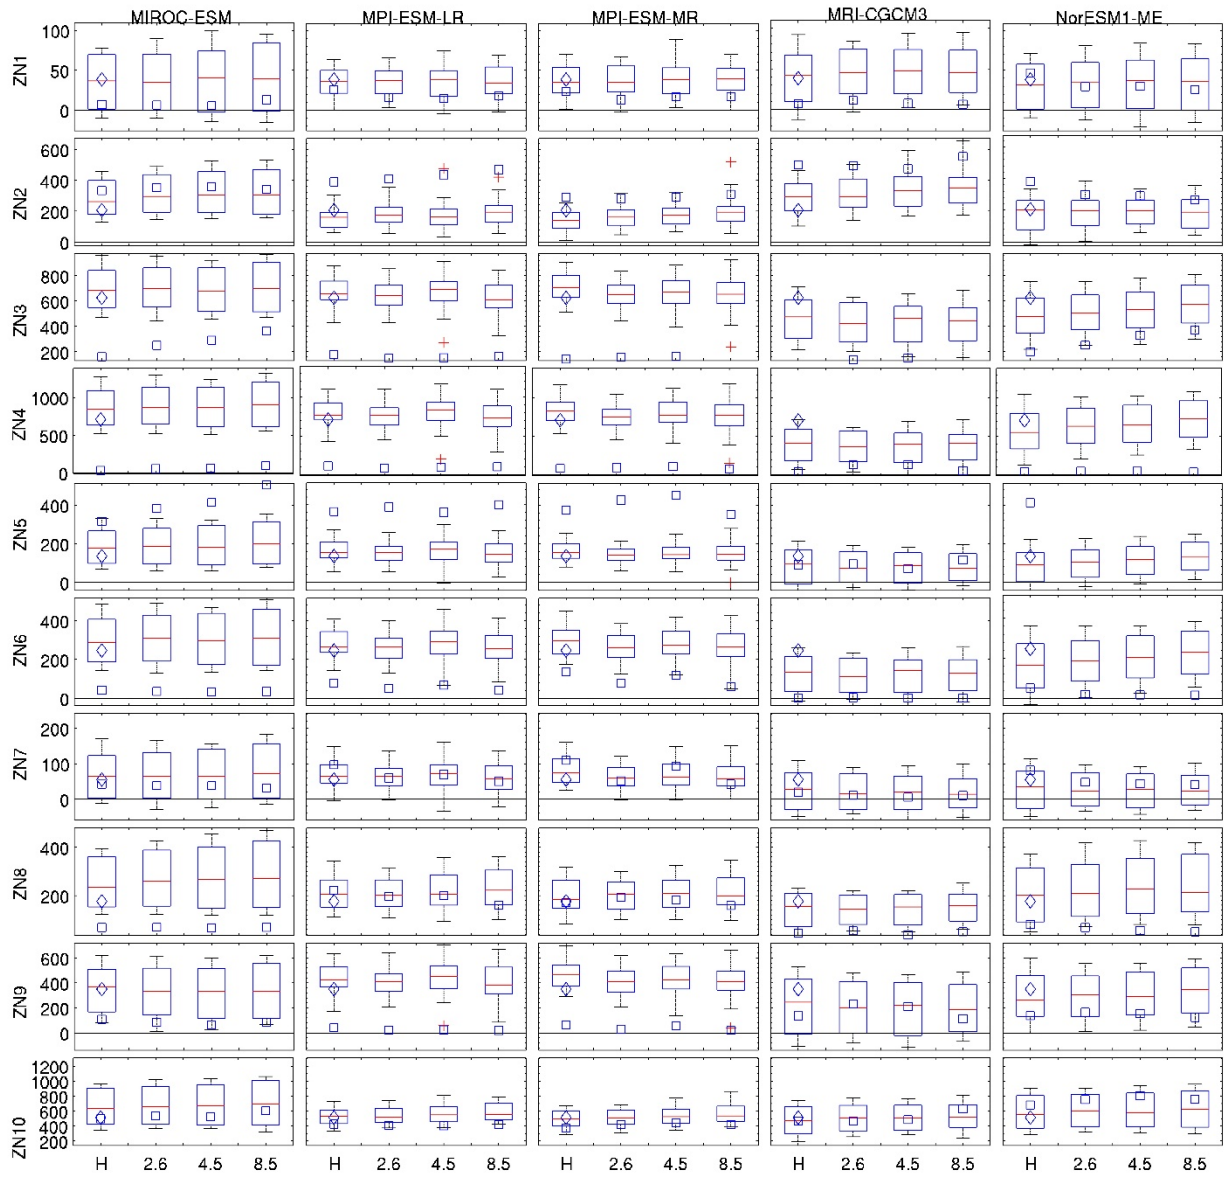 MIROC-ESM MPI-ESM-LR MPI-ESM-MR MRI-CGCM3 NorESM1-ME
ZN1 100 50 0
ZN2 600 400 200 0
ZN3 800 600 400 200
ZN4 1000 500 0
ZN5 400 200 0
ZN6 400 200 0
ZN7 200 100 0
ZN8 400 200
ZN9 600 400 200 0
ZN10 1200 1000 800 600 400 200
H 2.6 4.5 8.5 H 2.6 4.5 8.5 H 2.6 4.5 8.5 H 2.6 4.5 8.5 H 2.6 4.5 8.5